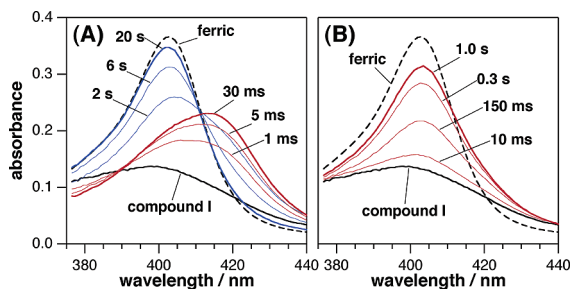 (A)
20 s
ferric
6 s
2 s
30 ms
5 ms
1 ms
compound I
0.4
0.3
0.2
0.1
0.0
absorbance
380 400 420 440
wavelength / nm
(B)
ferric
1.0 s
0.3 s
150 ms
10 ms
compound I
380 400 420 440
wavelength / nm